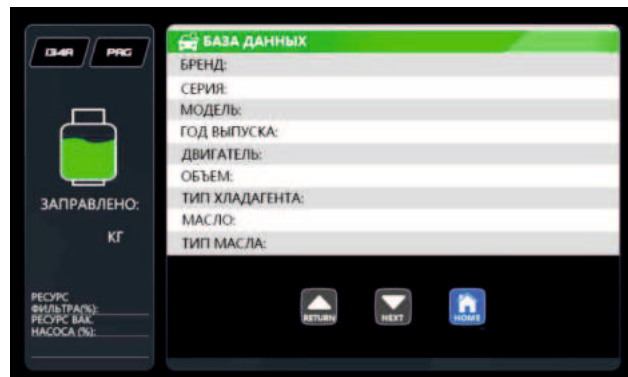 134A PAG
ЗАПРАВЛЕНО:
КГ
РЕСУРС
ФИЛЬТРА(%):
РЕСУРС ВАК.
НАСОСА (%):
БАЗА ДАННЫХ
БРЕНД:
СЕРИЯ:
МОДЕЛЬ:
ГОД ВЫПУСКА:
ДВИГАТЕЛЬ:
ОБЪЕМ:
ТИП ХЛАДАГЕНТА:
МАСЛО:
ТИП МАСЛА:
RETURN NEXT HOME